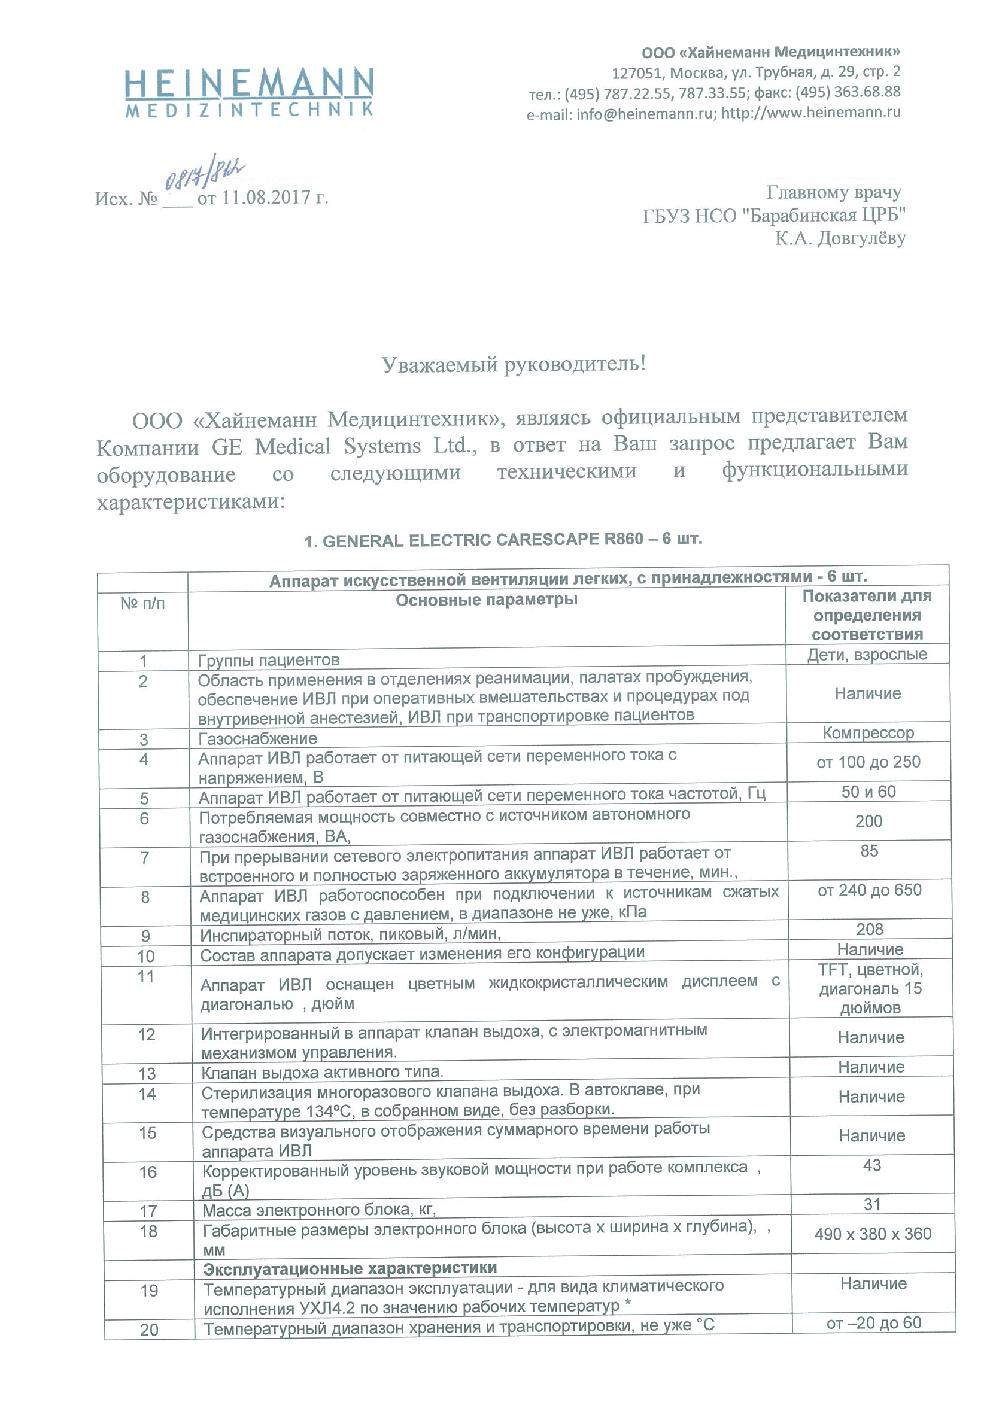 HEINEMANN
MEDIZINTECHNIK
ООО «Хайнеманн Медицинтехник»
127051, Москва, ул. Трубная, д. 29, стр. 2
тел.: (495) 787.22.55, 787.33.55; факс: (495) 363.68.88
e-mail: info@heinemann.ru; http://www.heinemann.ru
Исх. № ___ от 11.08.2017 г.
Главному врачу
ГБУЗ НСО "Барабинская ЦРБ"
К.А. Довгулёву
Уважаемый руководитель!
ООО «Хайнеманн Медицинтехник», являясь официальным представителем
Компании GE Medical Systems Ltd., в ответ на Ваш запрос предлагает Вам
оборудование со следующими техническими и функциональными
характеристиками:
1. GENERAL ELECTRIC CARESCAPE R860 – 6 шт.
Аппарат искусственной вентиляции легких, с принадлежностями - 6 шт.
№ п/п Основные параметры Показатели для
определения
соответствия
1 Группы пациентов Дети, взрослые
2 Область применения в отделениях реанимации, палатах пробуждения,
обеспечение ИВЛ при оперативных вмешательствах и процедурах под
внутривенной анестезией, ИВЛ при транспортировке пациентов Наличие
3 Газоснабжение Компрессор
4 Аппарат ИВЛ работает от питающей сети переменного тока с
напряжением, В от 100 до 250
5 Аппарат ИВЛ работает от питающей сети переменного тока частотой, Гц 50 и 60
6 Потребляемая мощность совместно с источником автономного
газоснабжения, ВА, 200
7 При прерывании сетевого электропитания аппарат ИВЛ работает от 85
встроенного и полностью заряженного аккумулятора в течение, мин.,
8 Аппарат ИВЛ работоспособен при подключении к источникам сжатых от 240 до 650
медицинских газов с давлением, в диапазоне не уже, кПа
9 Инспираторный поток, пиковый, л/мин, 208
10 Состав аппарата допускает изменения его конфигурации Наличие
11 Аппарат ИВЛ оснащен цветным жидкокристаллическим дисплеем с
диагональю , дюйм TFT, цветной,
диагональ 15
дюймов
12 Интегрированный в аппарат клапан выдоха, с электромагнитным
механизмом управления. Наличие
13 Клапан выдоха активного типа. Наличие
14 Стерилизация многоразового клапана выдоха. В автоклаве, при
температуре 134ºС, в собранном виде, без разборки. Наличие
15 Средства визуального отображения суммарного времени работы
аппарата ИВЛ Наличие
16 Корректированный уровень звуковой мощности при работе комплекса , 43
дБ (А)
17 Масса электронного блока, кг, 31
18 Габаритные размеры электронного блока (высота х ширина х глубина), ,
мм 490 x 380 x 360
Эксплуатационные характеристики
19 Температурный диапазон эксплуатации - для вида климатического Наличие
исполнения УХЛ4.2 по значению рабочих температур *
20 Температурный диапазон хранения и транспортировки, не уже °С от –20 до 60